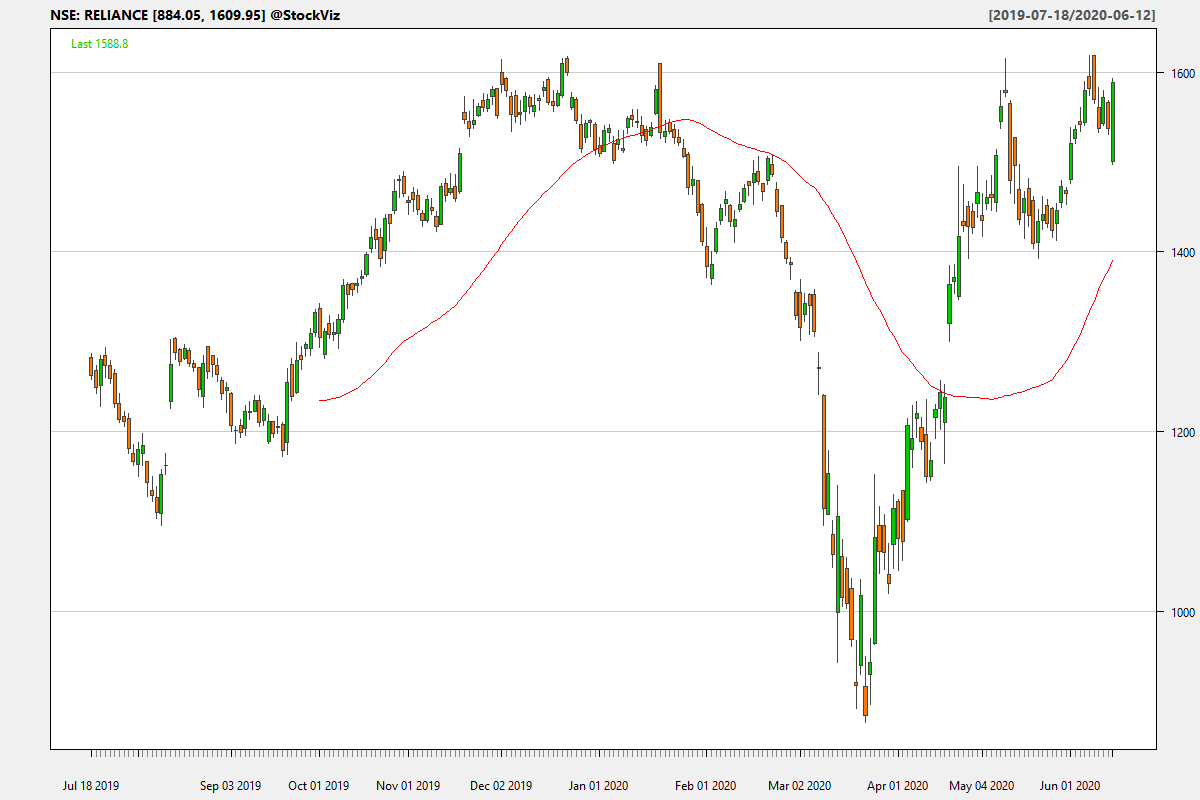 NSE: RELIANCE [884.05, 1609.95] @StockViz [2019-07-18/2020-06-12]
Last 1588.8
1600
1400
1200
1000
Jul 18 2019 Sep 03 2019 Oct 01 2019 Nov 01 2019 Dec 02 2019 Jan 01 2020 Feb 01 2020 Mar 02 2020 Apr 01 2020 May 04 2020 Jun 01 2020